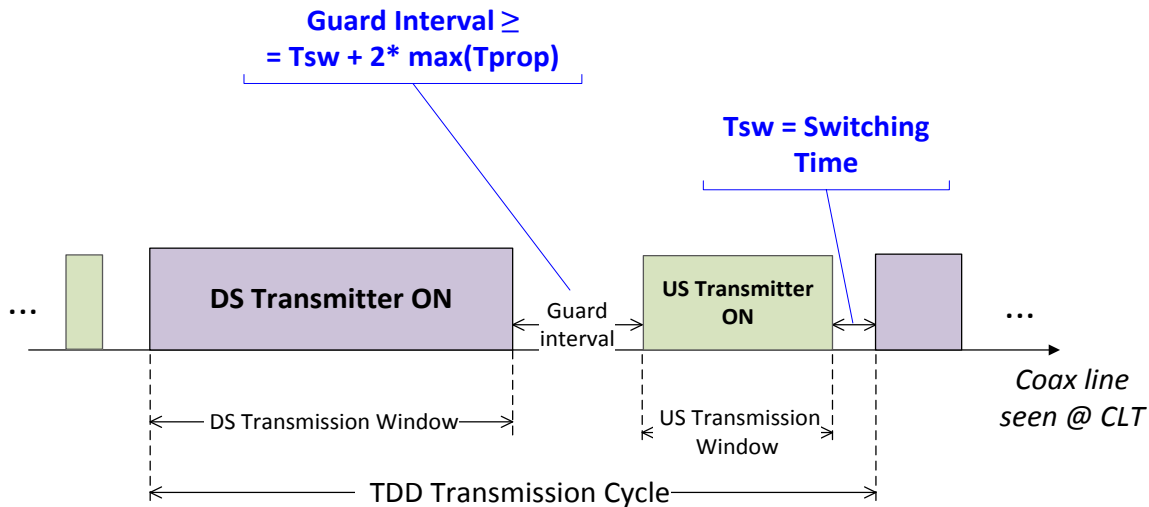 Guard Interval ≥
= Tsw + 2* max(Tprop)
Tsw = Switching
Time
...
DS Transmitter ON
Guard
interval
US Transmitter
ON
...
Coax line
seen @ CLT
DS Transmission Window
US Transmission
Window
TDD Transmission Cycle